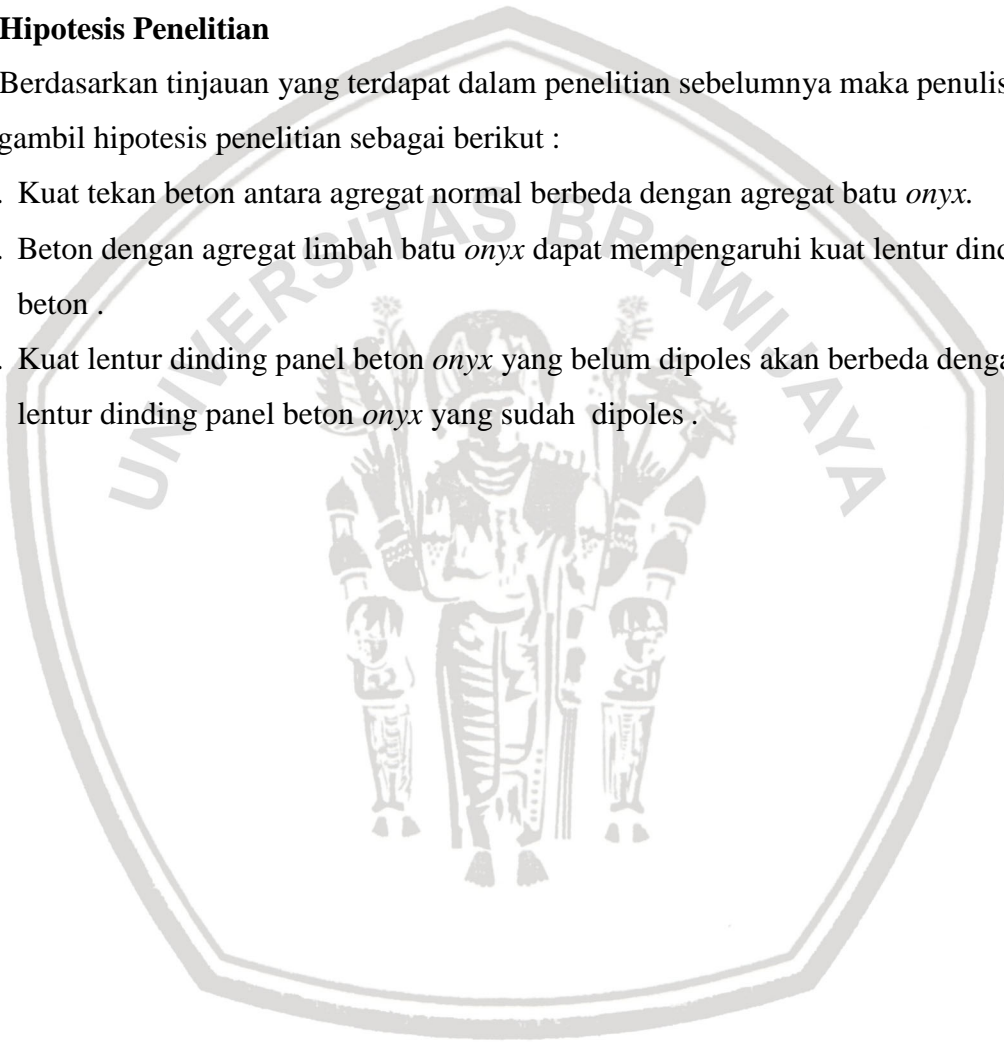 Hipotesis Penelitian
Berdasarkan tinjauan yang terdapat dalam penelitian sebelumnya maka penulis
gambil hipotesis penelitian sebagai berikut :
. Kuat tekan beton antara agregat normal berbeda dengan agregat batu onyx.
. Beton dengan agregat limbah batu onyx dapat mempengaruhi kuat lentur dind
beton .
. Kuat lentur dinding panel beton onyx yang belum dipoles akan berbeda denga
lentur dinding panel beton onyx yang sudah dipoles .
UNIVERSITAS BRAWIJAYA